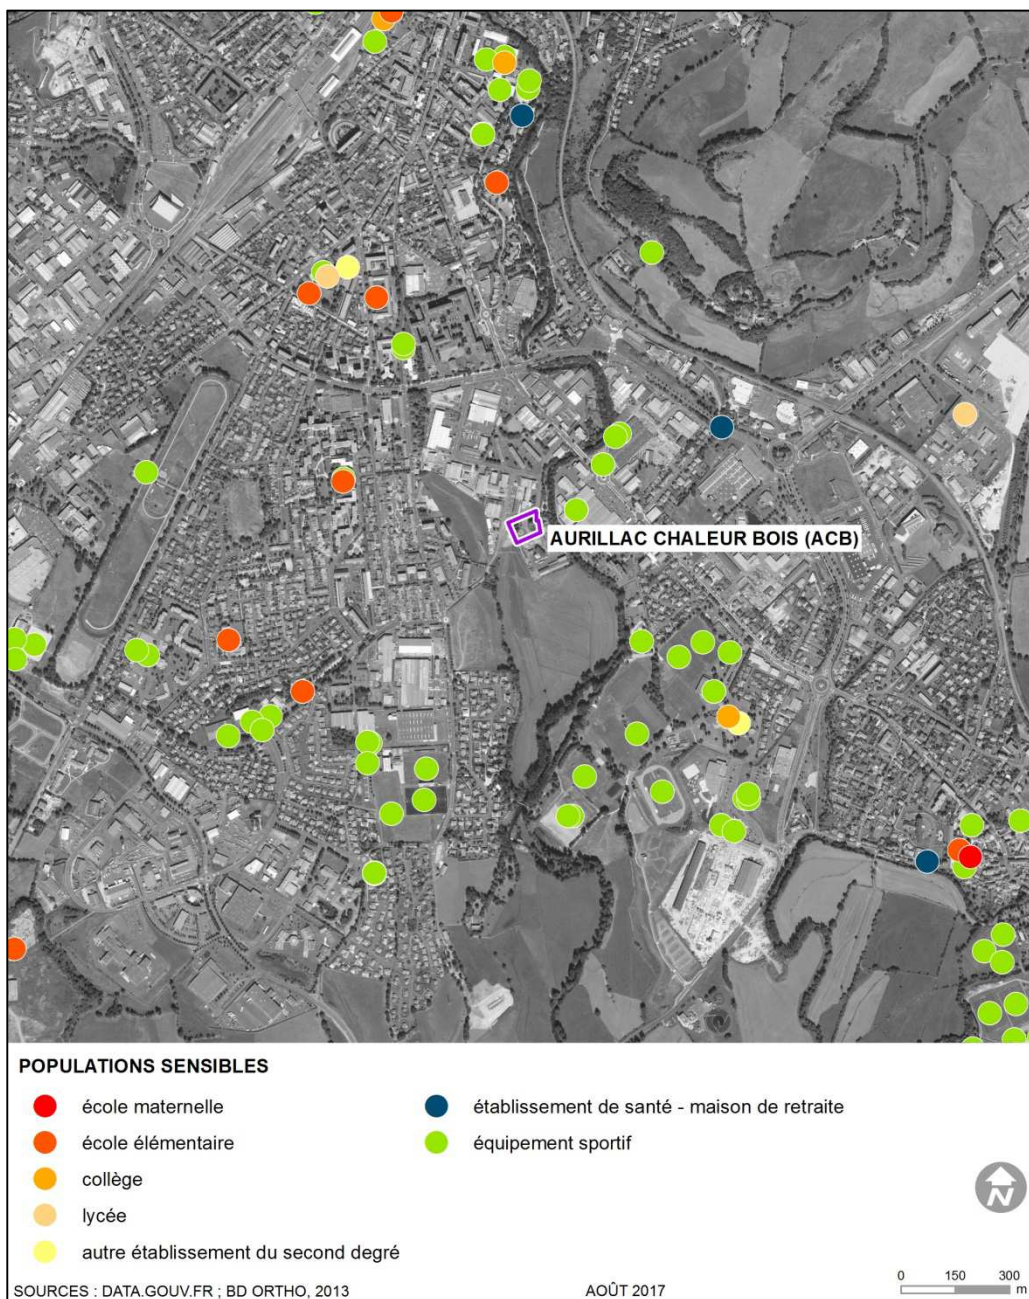 AURILLAC CHALEUR BOIS (ACB)
POPULATIONS SENSIBLES
école maternelle
école élémentaire
collège
lycée
autre établissement du second degré
établissement de santé - maison de retraite
équipement sportif
N
SOURCES : DATA.GOUV.FR ; BD ORTHO, 2013
AOÛT 2017
0 150 300
m